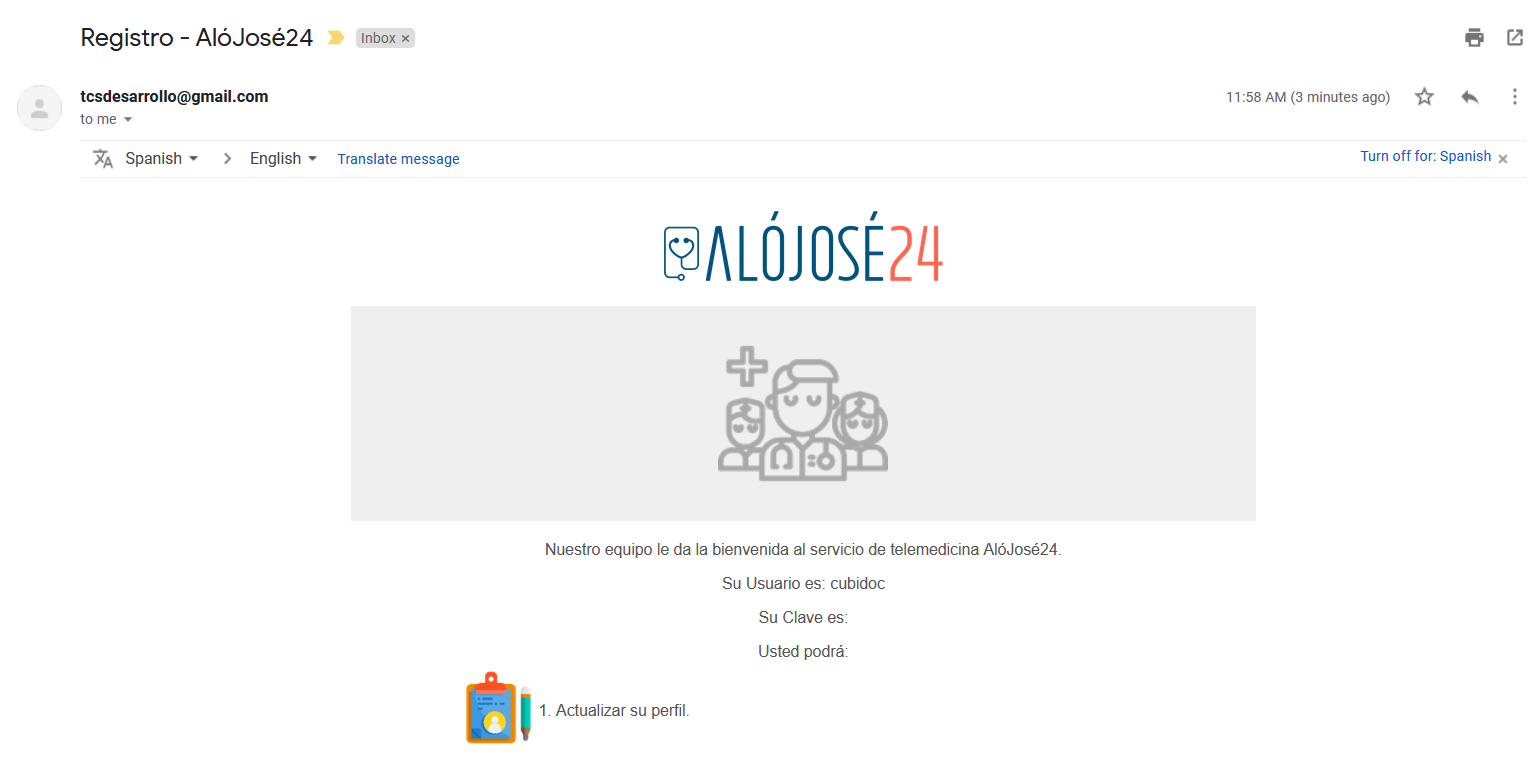 Registro - AlóJosé24
Inbox ×
tcsdesarrollo@gmail.com
11:58 AM (3 minutes ago)
to me
Spanish
English
Translate message
Turn off for: Spanish ×
ALÓJOSÉ24
Nuestro equipo le da la bienvenida al servicio de telemedicina AlóJosé24.
Su Usuario es: cubidoc
Su Clave es:
Usted podrá:
1. Actualizar su perfil.